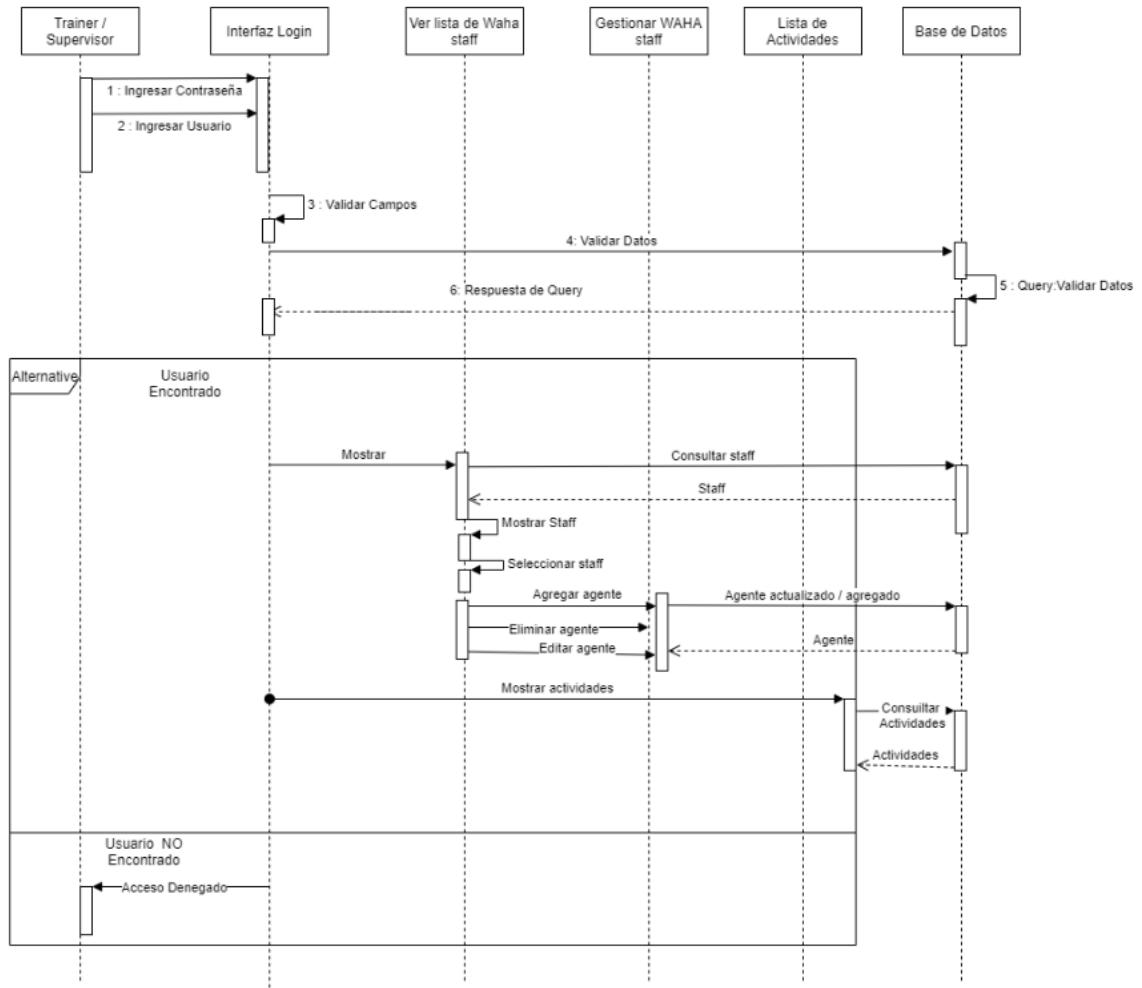 Trainer /
Supervisor
Interfaz Login
Ver lista de Waha
staff
Gestionar WAHA
staff
Lista de
Actividades
Base de Datos
1 : Ingresar Contraseña
2 : Ingresar Usuario
3 : Validar Campos
4: Validar Datos
5 : Query:Validar Datos
6: Respuesta de Query
Alternative
Usuario
Encontrado
Mostrar
Consultar staff
Staff
Mostrar Staff
Seleccionar staff
Agregar agente
Agente actualizado / agregado
Eliminar agente
Editar agente
Agente
Mostrar actividades
Consuiltar
Actividades
Actividades
Usuario NO
Encontrado
Acceso Denegado